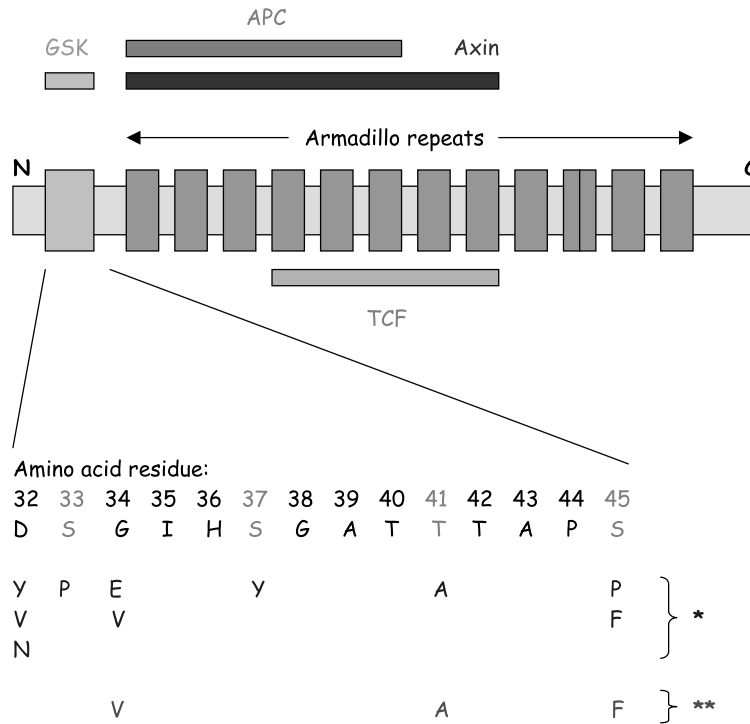 APC
GSK Axin
Armadillo repeats
N
TCF
Amino acid residue:
32 33 34 35 36 37 38 39 40 41 42 43 44 45
D S G I H S G A T T T A P S
Y P E Y A P
V V F *
N
V A F **